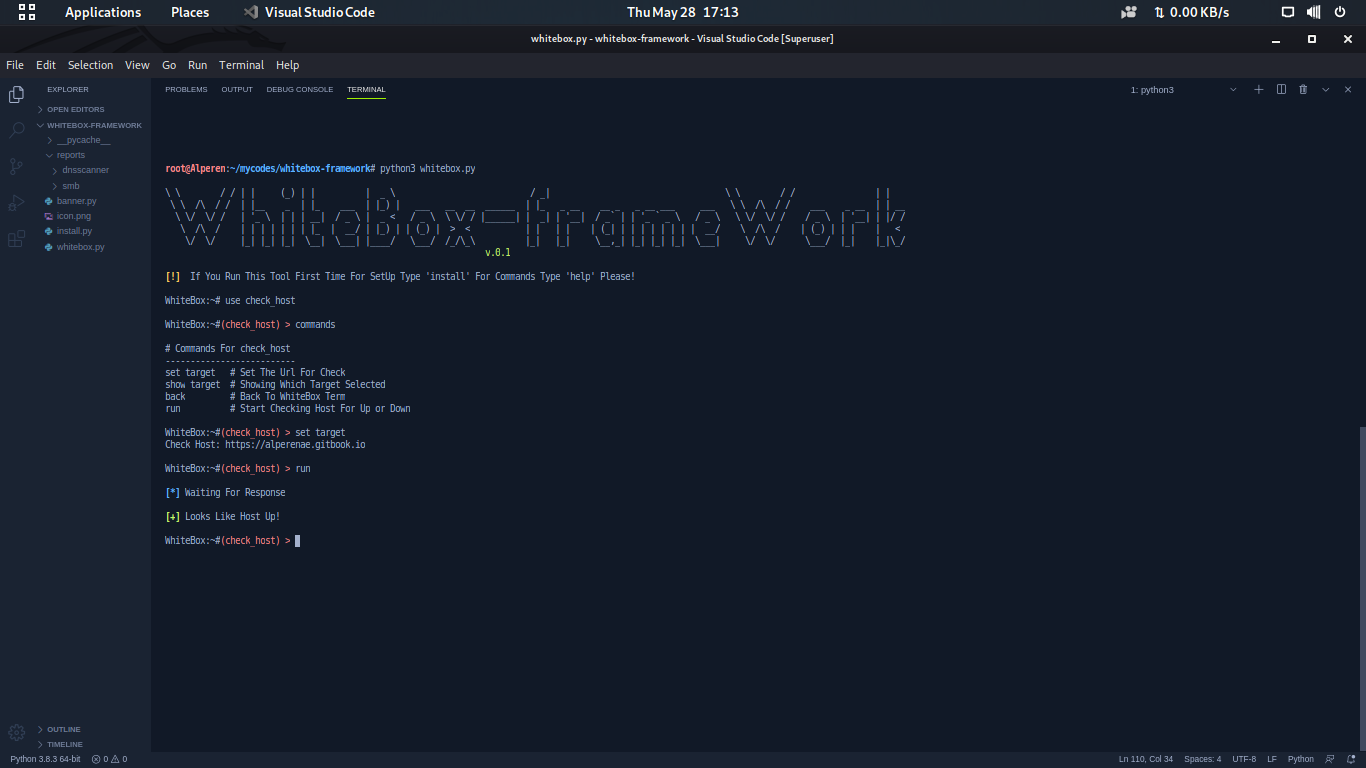 Applications Places Visual Studio Code Thu May 28 17:13 0.00 KB/s
whitebox.py - whitebox-framework - Visual Studio Code [Superuser]
File Edit Selection View Go Run Terminal Help
EXPLORER
OPEN EDITORS
WHITEBOX-FRAMEWORK
__pycache__
reports
dnsscanner
smb
banner.py
icon.png
install.py
whitebox.py
OUTLINE
TIMELINE
PROBLEMS OUTPUT DEBUG CONSOLE TERMINAL 1: python3
root@Alperen:~/mycodes/whitebox-framework# python3 whitebox.py
WhiteBox-frameWork
v.0.1
[!] If You Run This Tool First Time For SetUp Type 'install' For Commands Type 'help' Please!
WhiteBox:~# use check_host
WhiteBox:~#(check_host) > commands
# Commands For check_host
--------------------------
set target # Set The Url For Check
show target # Showing Which Target Selected
back # Back To WhiteBox Term
run # Start Checking Host For Up or Down
WhiteBox:~#(check_host) > set target
Check Host: https://alperenae.gitbook.io
WhiteBox:~#(check_host) > run
[*] Waiting For Response
[+] Looks Like Host Up!
WhiteBox:~#(check_host) >
Python 3.8.3 64-bit 0 0 Ln 110, Col 34 Spaces: 4 UTF-8 LF Python